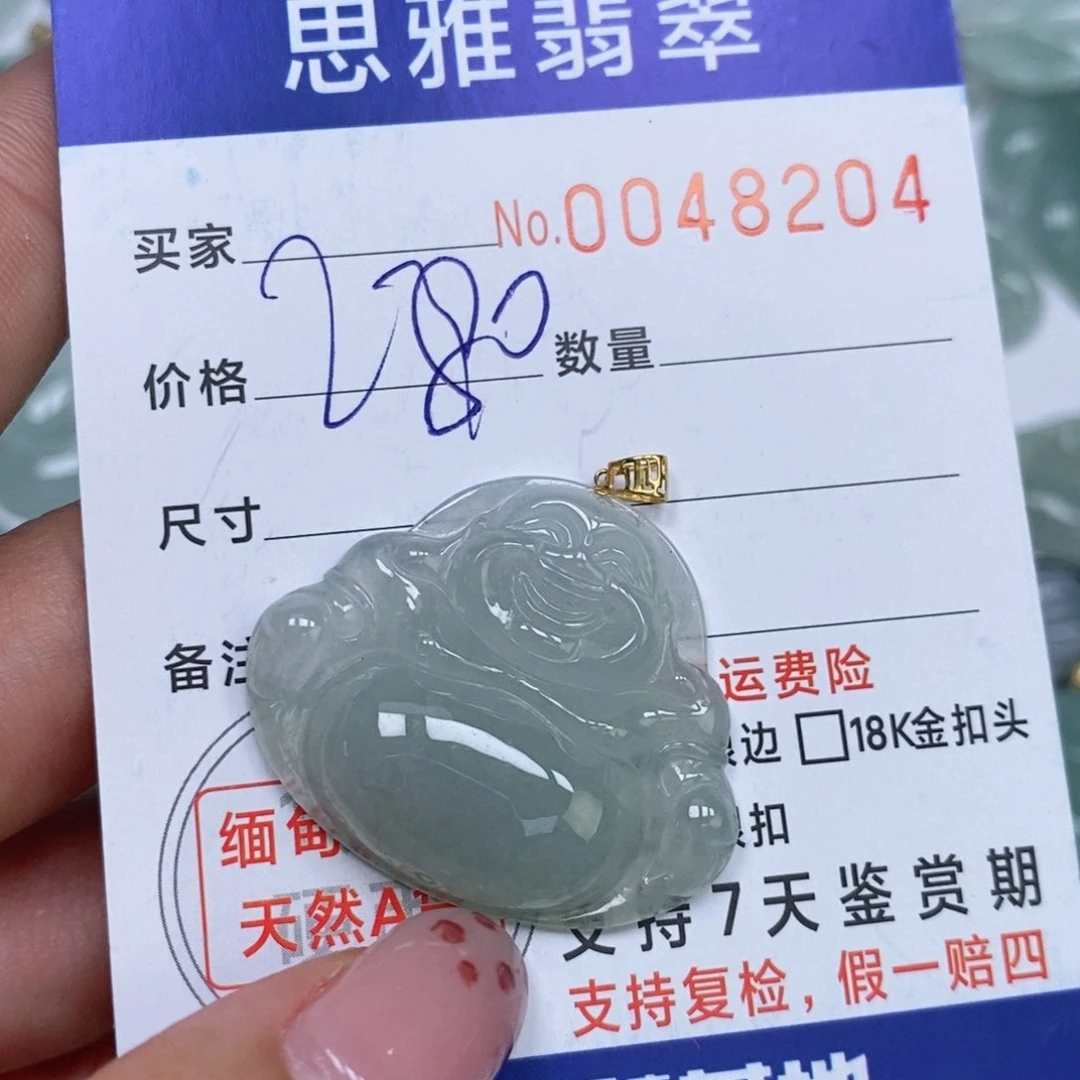 思雅翡翠
No.0048204
买家
价格 280 数量
尺寸
备注
运费险
边 □18K金扣头
扣
缅甸
天然A
支持7天鉴赏期
支持复检，假一赔四